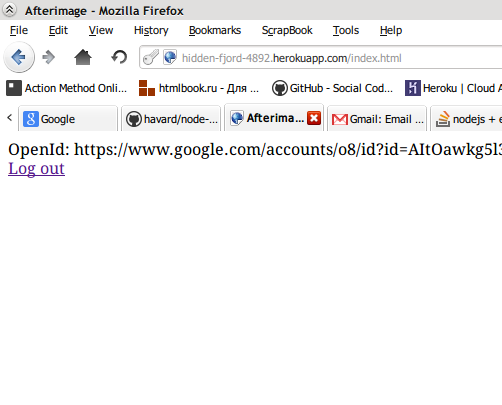 Afterimage - Mozilla Firefox
File Edit View History Bookmarks ScrapBook Tools Help
hidden-fjord-4892.herokuapp.com/index.html
Action Method Onli... htmlbook.ru - Для ... GitHub - Social Cod... Heroku | Cloud A
Google havard/node-... Afterima... Gmail: Email ... nodejs + e
OpenId: https://www.google.com/accounts/o8/id?id=AItOawkg5l3
Log out